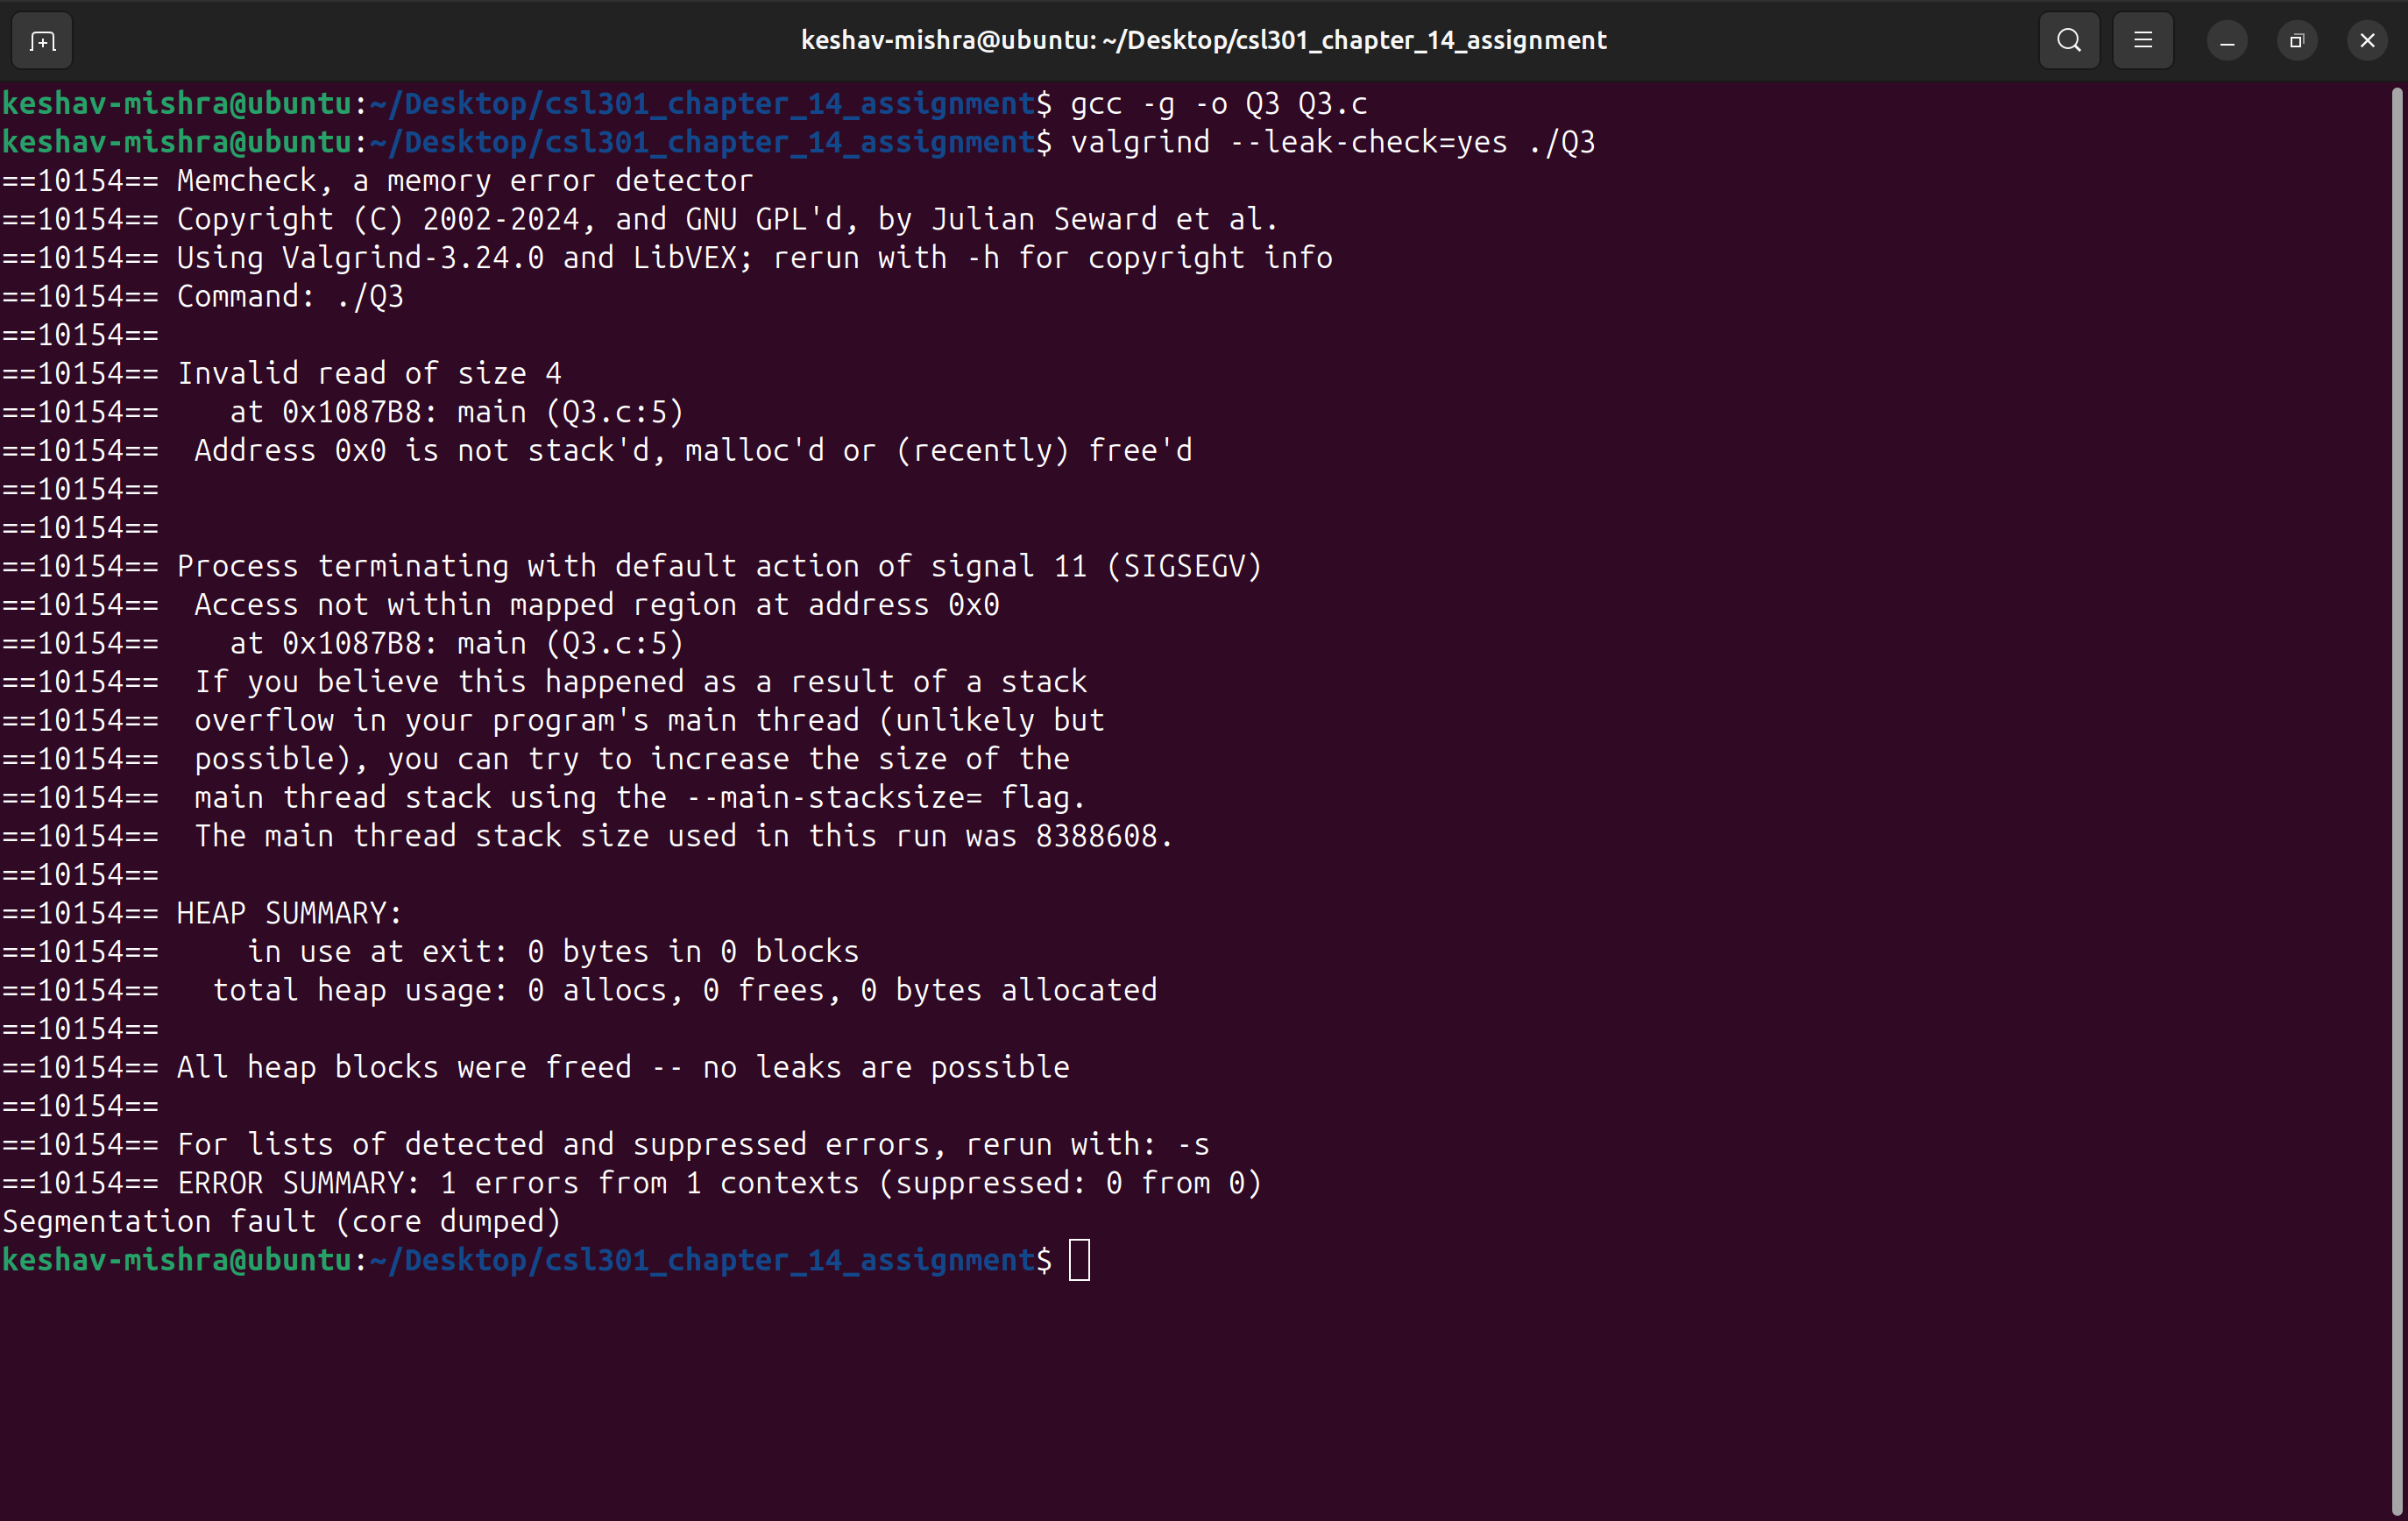 keshav-mishra@ubuntu: ~/Desktop/csl301_chapter_14_assignment
keshav-mishra@ubuntu:~/Desktop/csl301_chapter_14_assignment$ gcc -g -o Q3 Q3.c
keshav-mishra@ubuntu:~/Desktop/csl301_chapter_14_assignment$ valgrind --leak-check=yes ./Q3
==10154== Memcheck, a memory error detector
==10154== Copyright (C) 2002-2024, and GNU GPL'd, by Julian Seward et al.
==10154== Using Valgrind-3.24.0 and LibVEX; rerun with -h for copyright info
==10154== Command: ./Q3
==10154==
==10154== Invalid read of size 4
==10154==    at 0x1087B8: main (Q3.c:5)
==10154==  Address 0x0 is not stack'd, malloc'd or (recently) free'd
==10154==
==10154==
==10154== Process terminating with default action of signal 11 (SIGSEGV)
==10154==  Access not within mapped region at address 0x0
==10154==    at 0x1087B8: main (Q3.c:5)
==10154==  If you believe this happened as a result of a stack
==10154==  overflow in your program's main thread (unlikely but
==10154==  possible), you can try to increase the size of the
==10154==  main thread stack using the --main-stacksize= flag.
==10154==  The main thread stack size used in this run was 8388608.
==10154==
==10154== HEAP SUMMARY:
==10154==     in use at exit: 0 bytes in 0 blocks
==10154==   total heap usage: 0 allocs, 0 frees, 0 bytes allocated
==10154==
==10154== All heap blocks were freed -- no leaks are possible
==10154==
==10154== For lists of detected and suppressed errors, rerun with: -s
==10154== ERROR SUMMARY: 1 errors from 1 contexts (suppressed: 0 from 0)
Segmentation fault (core dumped)
keshav-mishra@ubuntu:~/Desktop/csl301_chapter_14_assignment$